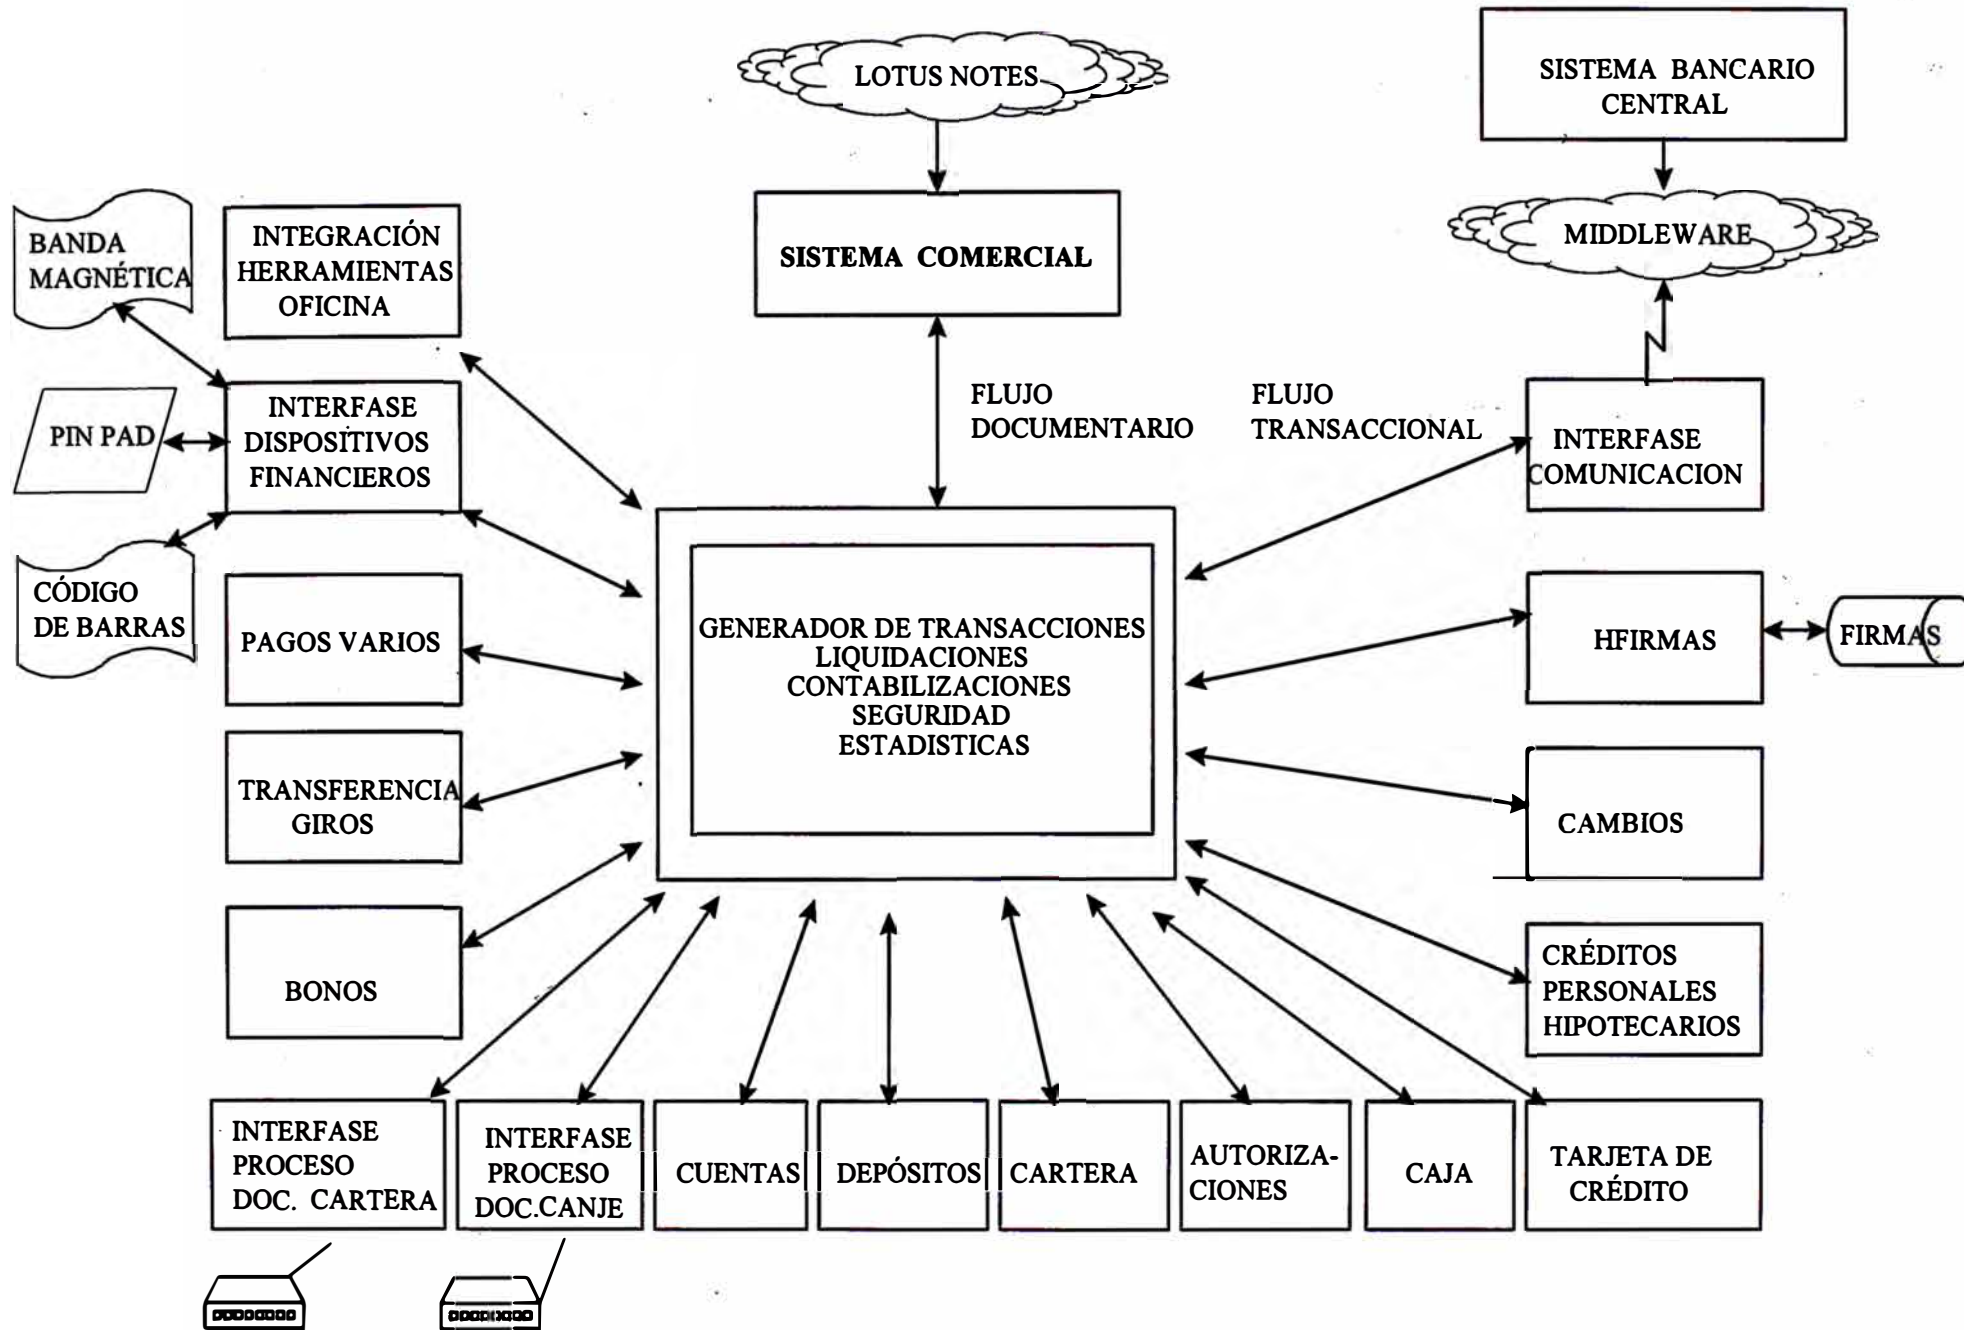 LOTUS NOTES
SISTEMA BANCARIO
CENTRAL
BANDA
MAGNÉTICA
INTEGRACIÓN
HERRAMIENTAS
OFICINA
SISTEMA COMERCIAL
MIDDLEWARE
PIN PAD
INTERFASE
DISPOSITIVOS
FINANCIEROS
FLUJO
DOCUMENTARIO
FLUJO
TRANSACCIONAL
INTERFASE
COMUNICACION
CÓDIGO
DE BARRAS
PAGOS VARIOS
GENERADOR DE TRANSACCIONES
LIQUIDACIONES
CONTABILIZACIONES
SEGURIDAD
ESTADISTICAS
HFIRMAS
FIRMAS
TRANSFERENCIA
GIROS
CAMBIOS
BONOS
CRÉDITOS
PERSONALES
HIPOTECARIOS
INTERFASE
PROCESO
DOC. CARTERA
INTERFASE
PROCESO
DOC.CANJE
CUENTAS
DEPÓSITOS
CARTERA
AUTORIZA-
CIONES
CAJA
TARJETA DE
CRÉDITO